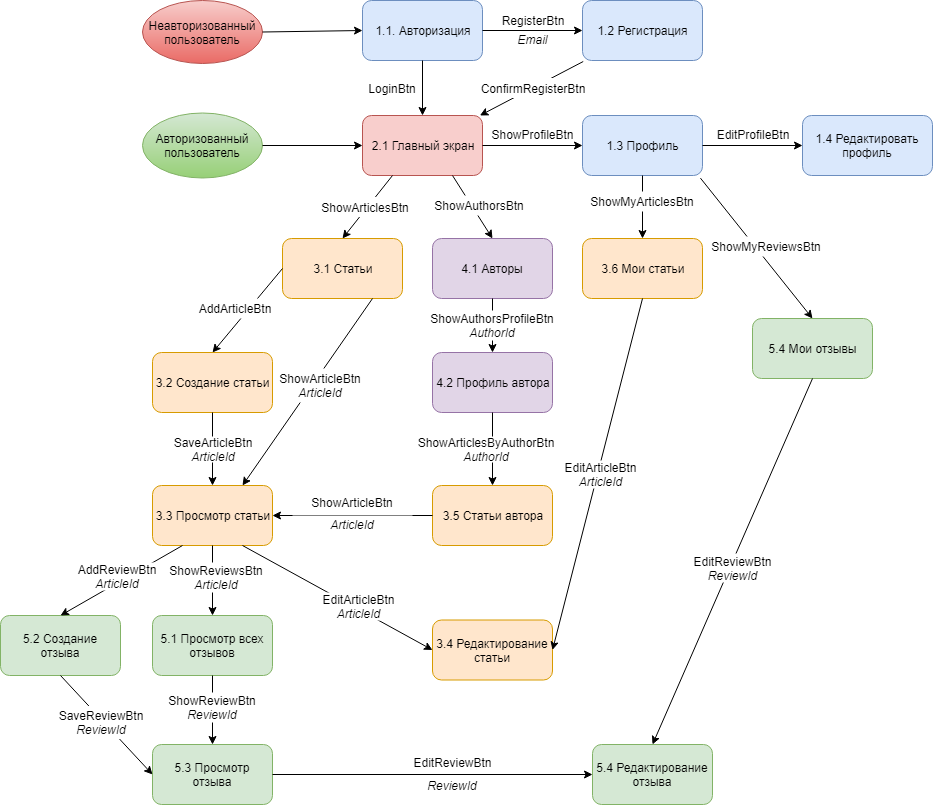 Неавторизованный
пользователь
1.1. Авторизация
RegisterBtn
Email
1.2 Регистрация
LoginBtn
ConfirmRegisterBtn
Авторизованный
пользователь
2.1 Главный экран
ShowProfileBtn
1.3 Профиль
EditProfileBtn
1.4 Редактировать
профиль
ShowArticlesBtn
ShowAuthorsBtn
ShowMyArticlesBtn
ShowMyReviewsBtn
3.1 Статьи
4.1 Авторы
3.6 Мои статьи
AddArticleBtn
ShowAuthorsProfileBtn
AuthorId
5.4 Мои отзывы
3.2 Создание статьи
ShowArticleBtn
ArticleId
4.2 Профиль автора
SaveArticleBtn
ArticleId
ShowArticlesByAuthorBtn
AuthorId
EditArticleBtn
ArticleId
3.3 Просмотр статьи
ShowArticleBtn
ArticleId
3.5 Статьи автора
AddReviewBtn
ArticleId
ShowReviewsBtn
ArticleId
EditArticleBtn
ArticleId
EditReviewBtn
ReviewId
5.2 Создание
отзыва
5.1 Просмотр всех
отзывов
3.4 Редактирование
статьи
SaveReviewBtn
ReviewId
ShowReviewBtn
ReviewId
5.3 Просмотр
отзыва
EditReviewBtn
ReviewId
5.4 Редактирование
отзыва